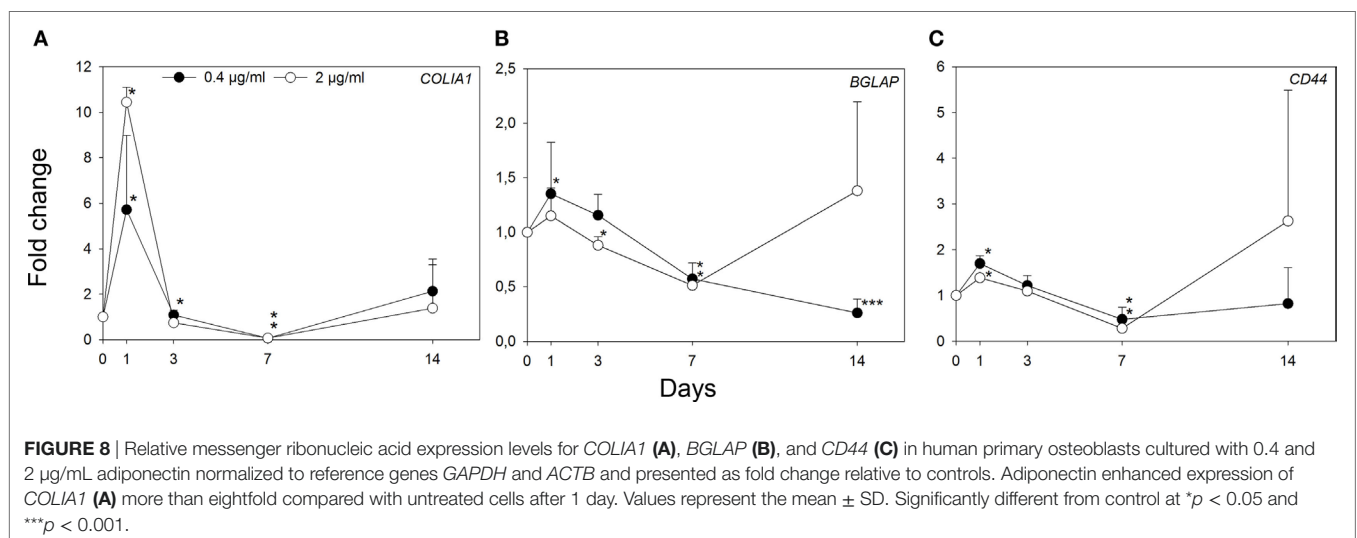 A
B
C
12
10
8
6
4
2
0
0.4 µg/ml
2 µg/ml
COLIA1
*
*
*
*
*
0 1 3 7 14
Fold change
2,5
2,0
1,5
1,0
0,5
0,0
BGLAP
*
*
*
*
***
0 1 3 7 14
Days
6
5
4
3
2
1
0
CD44
*
*
*
*
0 1 3 7 14
FIGURE 8 | Relative messenger ribonucleic acid expression levels for COLIA1 (A), BGLAP (B), and CD44 (C) in human primary osteoblasts cultured with 0.4 and
2 µg/mL adiponectin normalized to reference genes GAPDH and ACTB and presented as fold change relative to controls. Adiponectin enhanced expression of
COLIA1 (A) more than eightfold compared with untreated cells after 1 day. Values represent the mean ± SD. Significantly different from control at *p < 0.05 and
***p < 0.001.